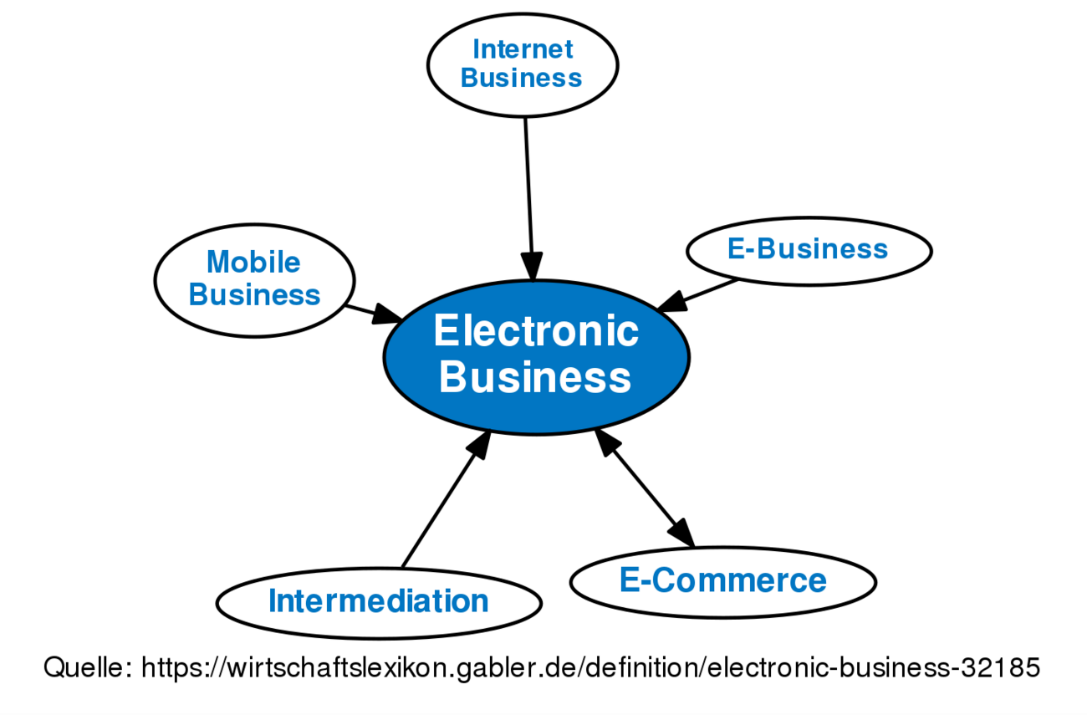 Internet
Business
E-Business
Mobile
Business
Electronic
Business
E-Commerce
Intermediation
Quelle: https://wirtschaftslexikon.gabler.de/definition/electronic-business-32185